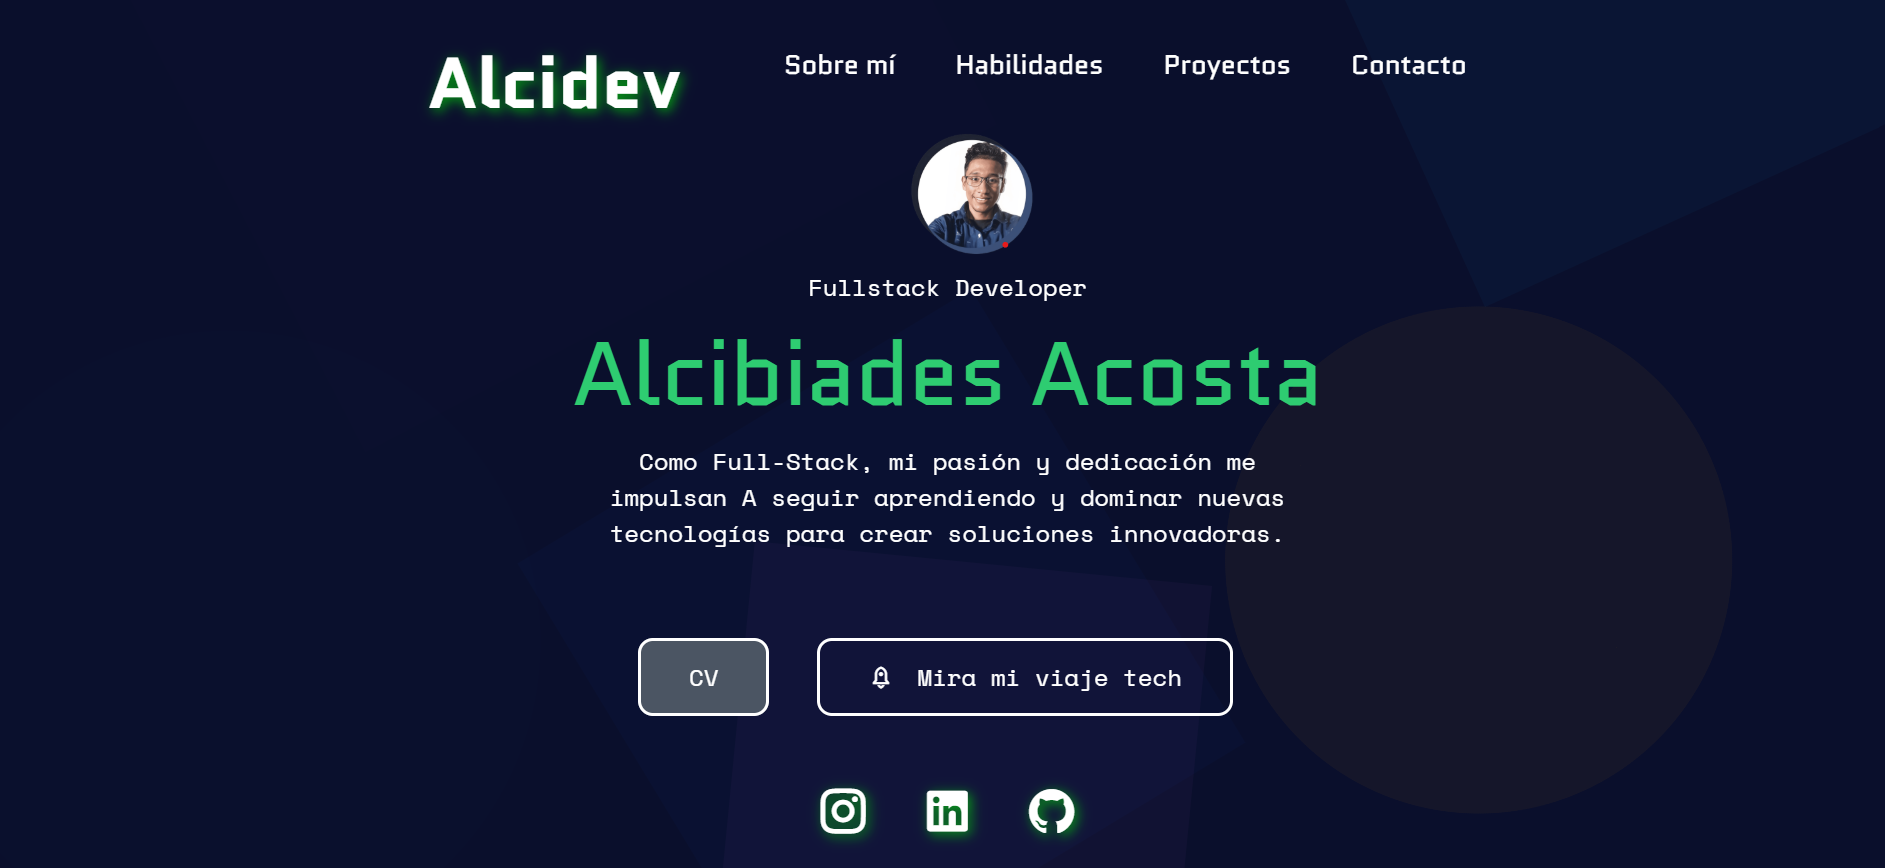 Alcidev
Sobre mí
Habilidades
Proyectos
Contacto
Fullstack Developer
Alcibiades Acosta
Como Full-Stack, mi pasión y dedicación me
impulsan A seguir aprendiendo y dominar nuevas
tecnologías para crear soluciones innovadoras.
CV
Mira mi viaje tech
in